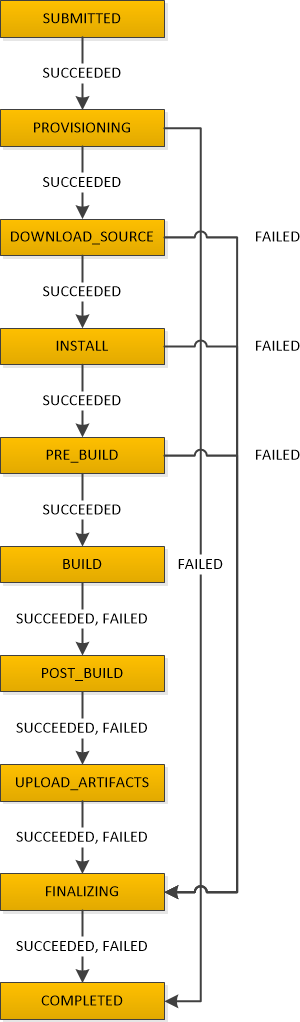 SUBMITTED
SUCCEEDED
PROVISIONING
SUCCEEDED
DOWNLOAD_SOURCE
FAILED
SUCCEEDED
INSTALL
FAILED
SUCCEEDED
PRE_BUILD
FAILED
SUCCEEDED
BUILD
FAILED
SUCCEEDED, FAILED
POST_BUILD
SUCCEEDED, FAILED
UPLOAD_ARTIFACTS
SUCCEEDED, FAILED
FINALIZING
SUCCEEDED, FAILED
COMPLETED